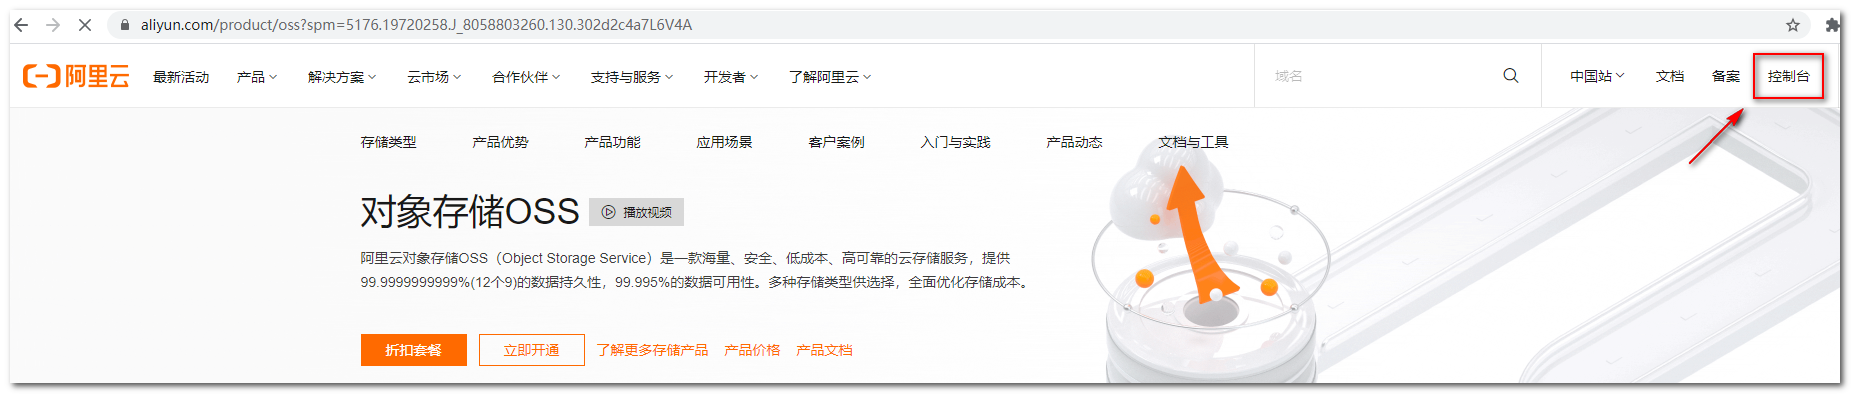 aliyun.com/product/oss?spm=5176.19720258.J_8058803260.130.302d2c4a7L6V4A
阿里云 最新活动 产品 解决方案 云市场 合作伙伴 支持与服务 开发者 了解阿里云 域名 中国站 文档 备案 控制台
存储类型 产品优势 产品功能 应用场景 客户案例 入门与实践 产品动态 文档与工具
对象存储OSS 播放视频
阿里云对象存储OSS（Object Storage Service）是一款海量、安全、低成本、高可靠的云存储服务，提供
99.9999999999%(12个9)的数据持久性，99.995%的数据可用性。多种存储类型供选择，全面优化存储成本。
折扣套餐 立即开通 了解更多存储产品 产品价格 产品文档